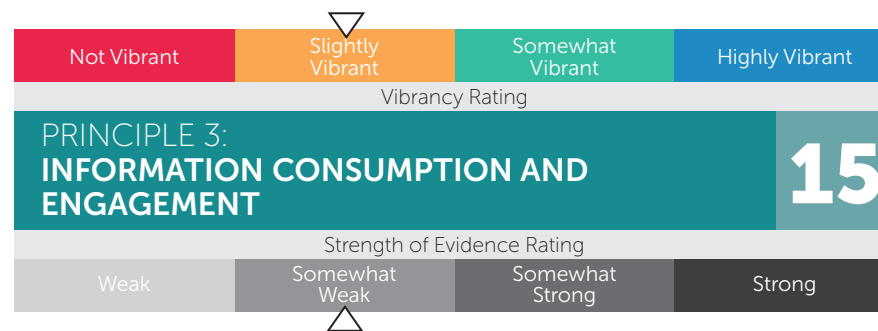 Not Vibrant
Slightly
Vibrant
Somewhat
Vibrant
Highly Vibrant
Vibrancy Rating
PRINCIPLE 3:
INFORMATION CONSUMPTION AND
ENGAGEMENT
15
Strength of Evidence Rating
Weak
Somewhat
Weak
Somewhat
Strong
Strong